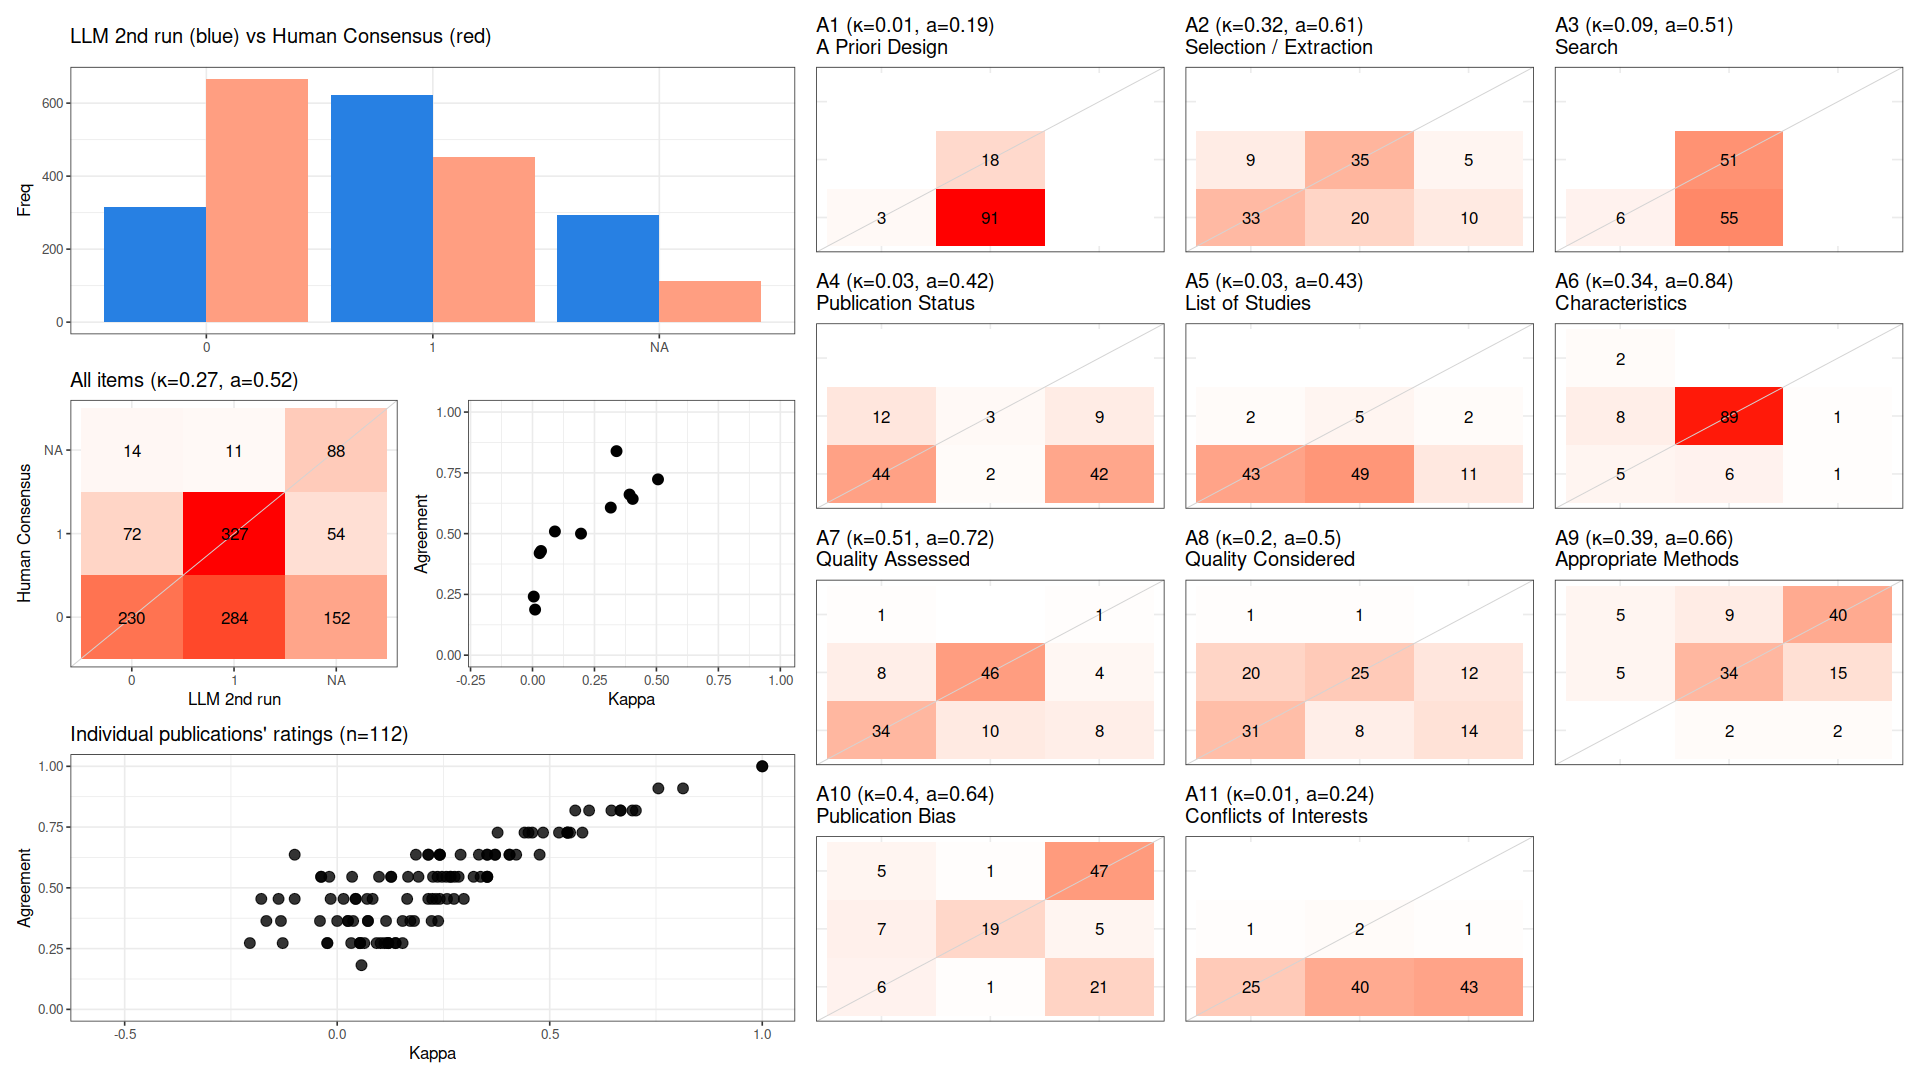 LLM 2nd run (blue) vs Human Consensus (red)
Freq
600
400
200
0
0 1 NA
All items (κ=0.27, a=0.52)
Human Consensus
NA 14 11 88
1 72 327 54
0 230 284 152
0 1 NA
LLM 2nd run
Agreement
1.00
0.75
0.50
0.25
0.00
-0.25 0.00 0.25 0.50 0.75 1.00
Kappa
Individual publications' ratings (n=112)
Agreement
1.00
0.75
0.50
0.25
0.00
-0.5 0.0 0.5 1.0
Kappa
A1 (κ=0.01, a=0.19)
A Priori Design
18
3 91
A2 (κ=0.32, a=0.61)
Selection / Extraction
9 35 5
33 20 10
A3 (κ=0.09, a=0.51)
Search
51
6 55
A4 (κ=0.03, a=0.42)
Publication Status
12 3 9
44 2 42
A5 (κ=0.03, a=0.43)
List of Studies
2 5 2
43 49 11
A6 (κ=0.34, a=0.84)
Characteristics
2
8 89 1
5 6 1
A7 (κ=0.51, a=0.72)
Quality Assessed
1 1
8 46 4
34 10 8
A8 (κ=0.2, a=0.5)
Quality Considered
1 1
20 25 12
31 8 14
A9 (κ=0.39, a=0.66)
Appropriate Methods
5 9 40
5 34 15
2 2
A10 (κ=0.4, a=0.64)
Publication Bias
5 1 47
7 19 5
6 1 21
A11 (κ=0.01, a=0.24)
Conflicts of Interests
1 2 1
25 40 43